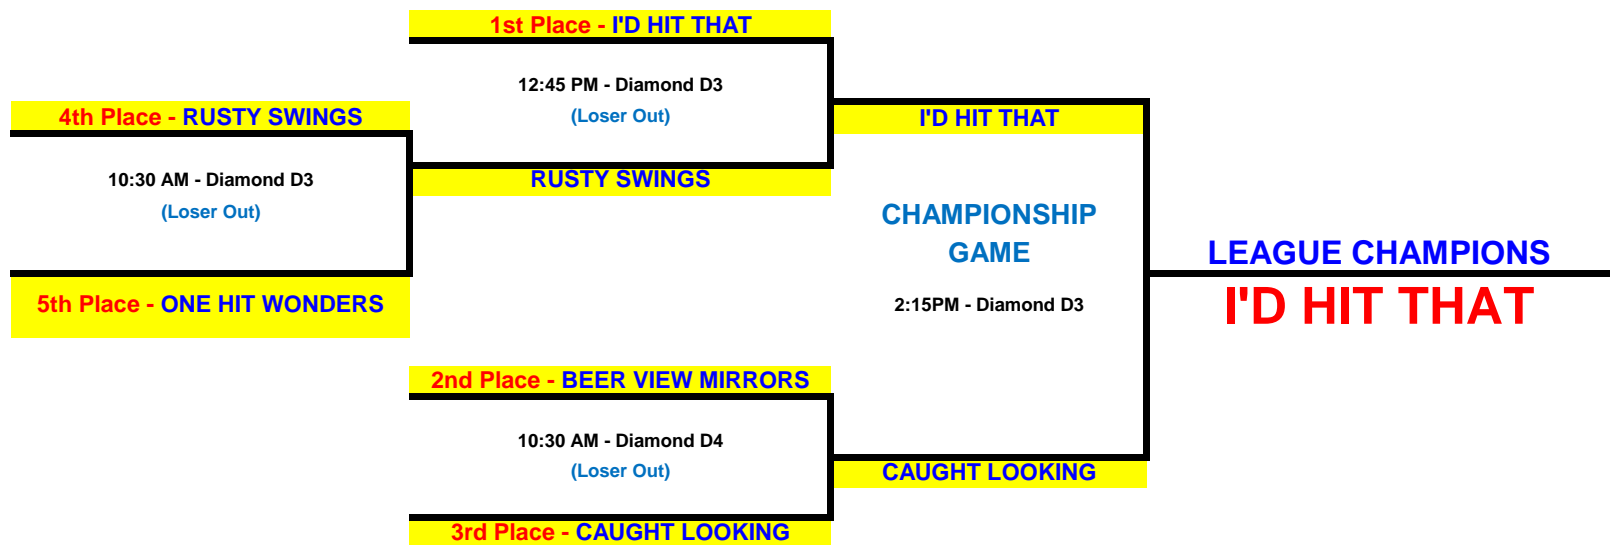 1st Place - I'D HIT THAT
12:45 PM - Diamond D3
(Loser Out)
4th Place - RUSTY SWINGS
I'D HIT THAT
10:30 AM - Diamond D3
(Loser Out)
RUSTY SWINGS
CHAMPIONSHIP
GAME
2:15PM - Diamond D3
LEAGUE CHAMPIONS
I'D HIT THAT
5th Place - ONE HIT WONDERS
2nd Place - BEER VIEW MIRRORS
10:30 AM - Diamond D4
(Loser Out)
CAUGHT LOOKING
3rd Place - CAUGHT LOOKING